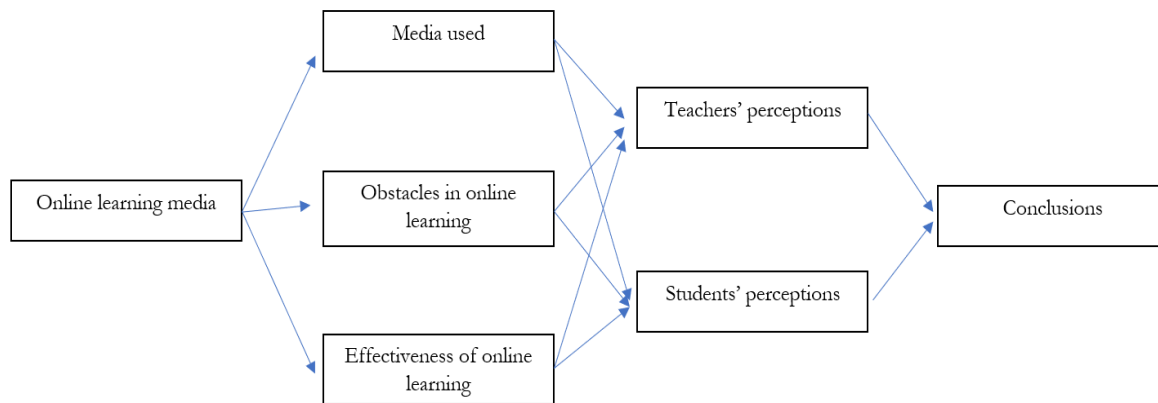 Media used
Teachers’ perceptions
Online learning media
Obstacles in online
learning
Conclusions
Students’ perceptions
Effectiveness of online
learning